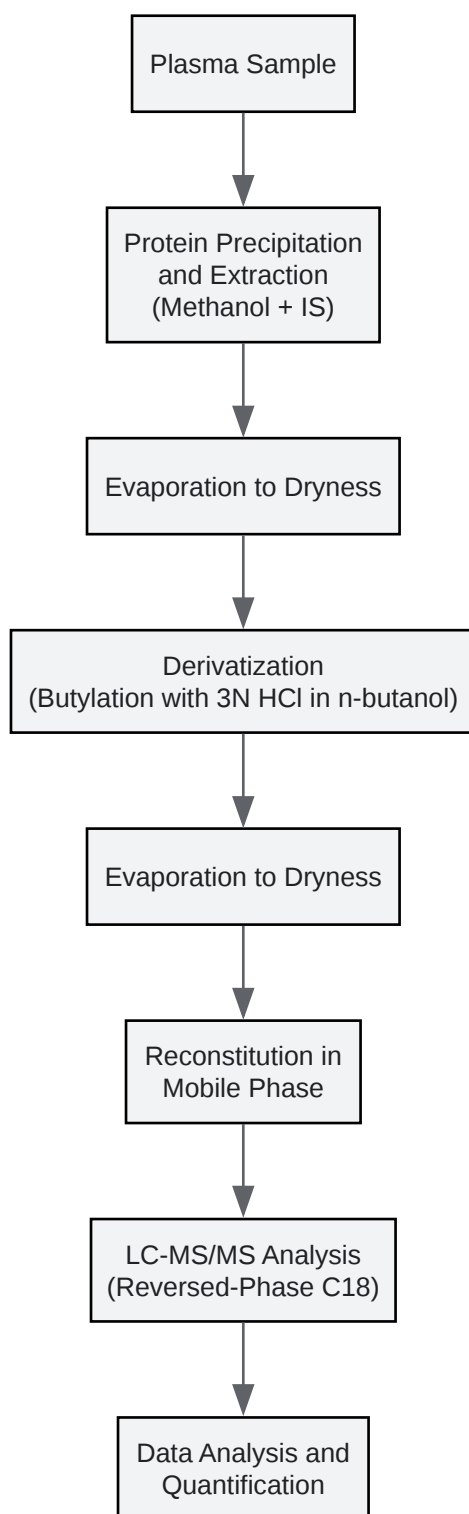 Plasma Sample
Protein Precipitation
and Extraction
(Methanol + IS)
Evaporation to Dryness
Derivatization
(Butylation with 3N HCl in n-butanol)
Evaporation to Dryness
Reconstitution in
Mobile Phase
LC-MS/MS Analysis
(Reversed-Phase C18)
Data Analysis and
Quantification